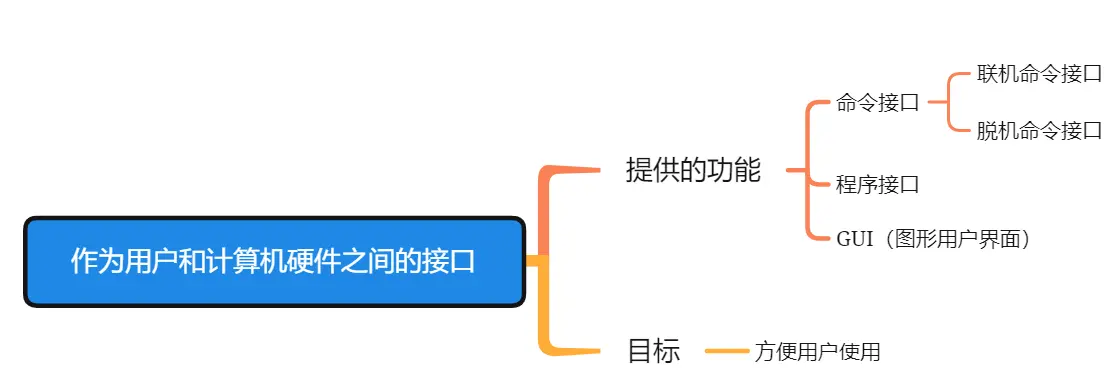 作为用户和计算机硬件之间的接口
提供的功能
命令接口
联机命令接口
脱机命令接口
程序接口
GUI（图形用户界面）
目标
方便用户使用